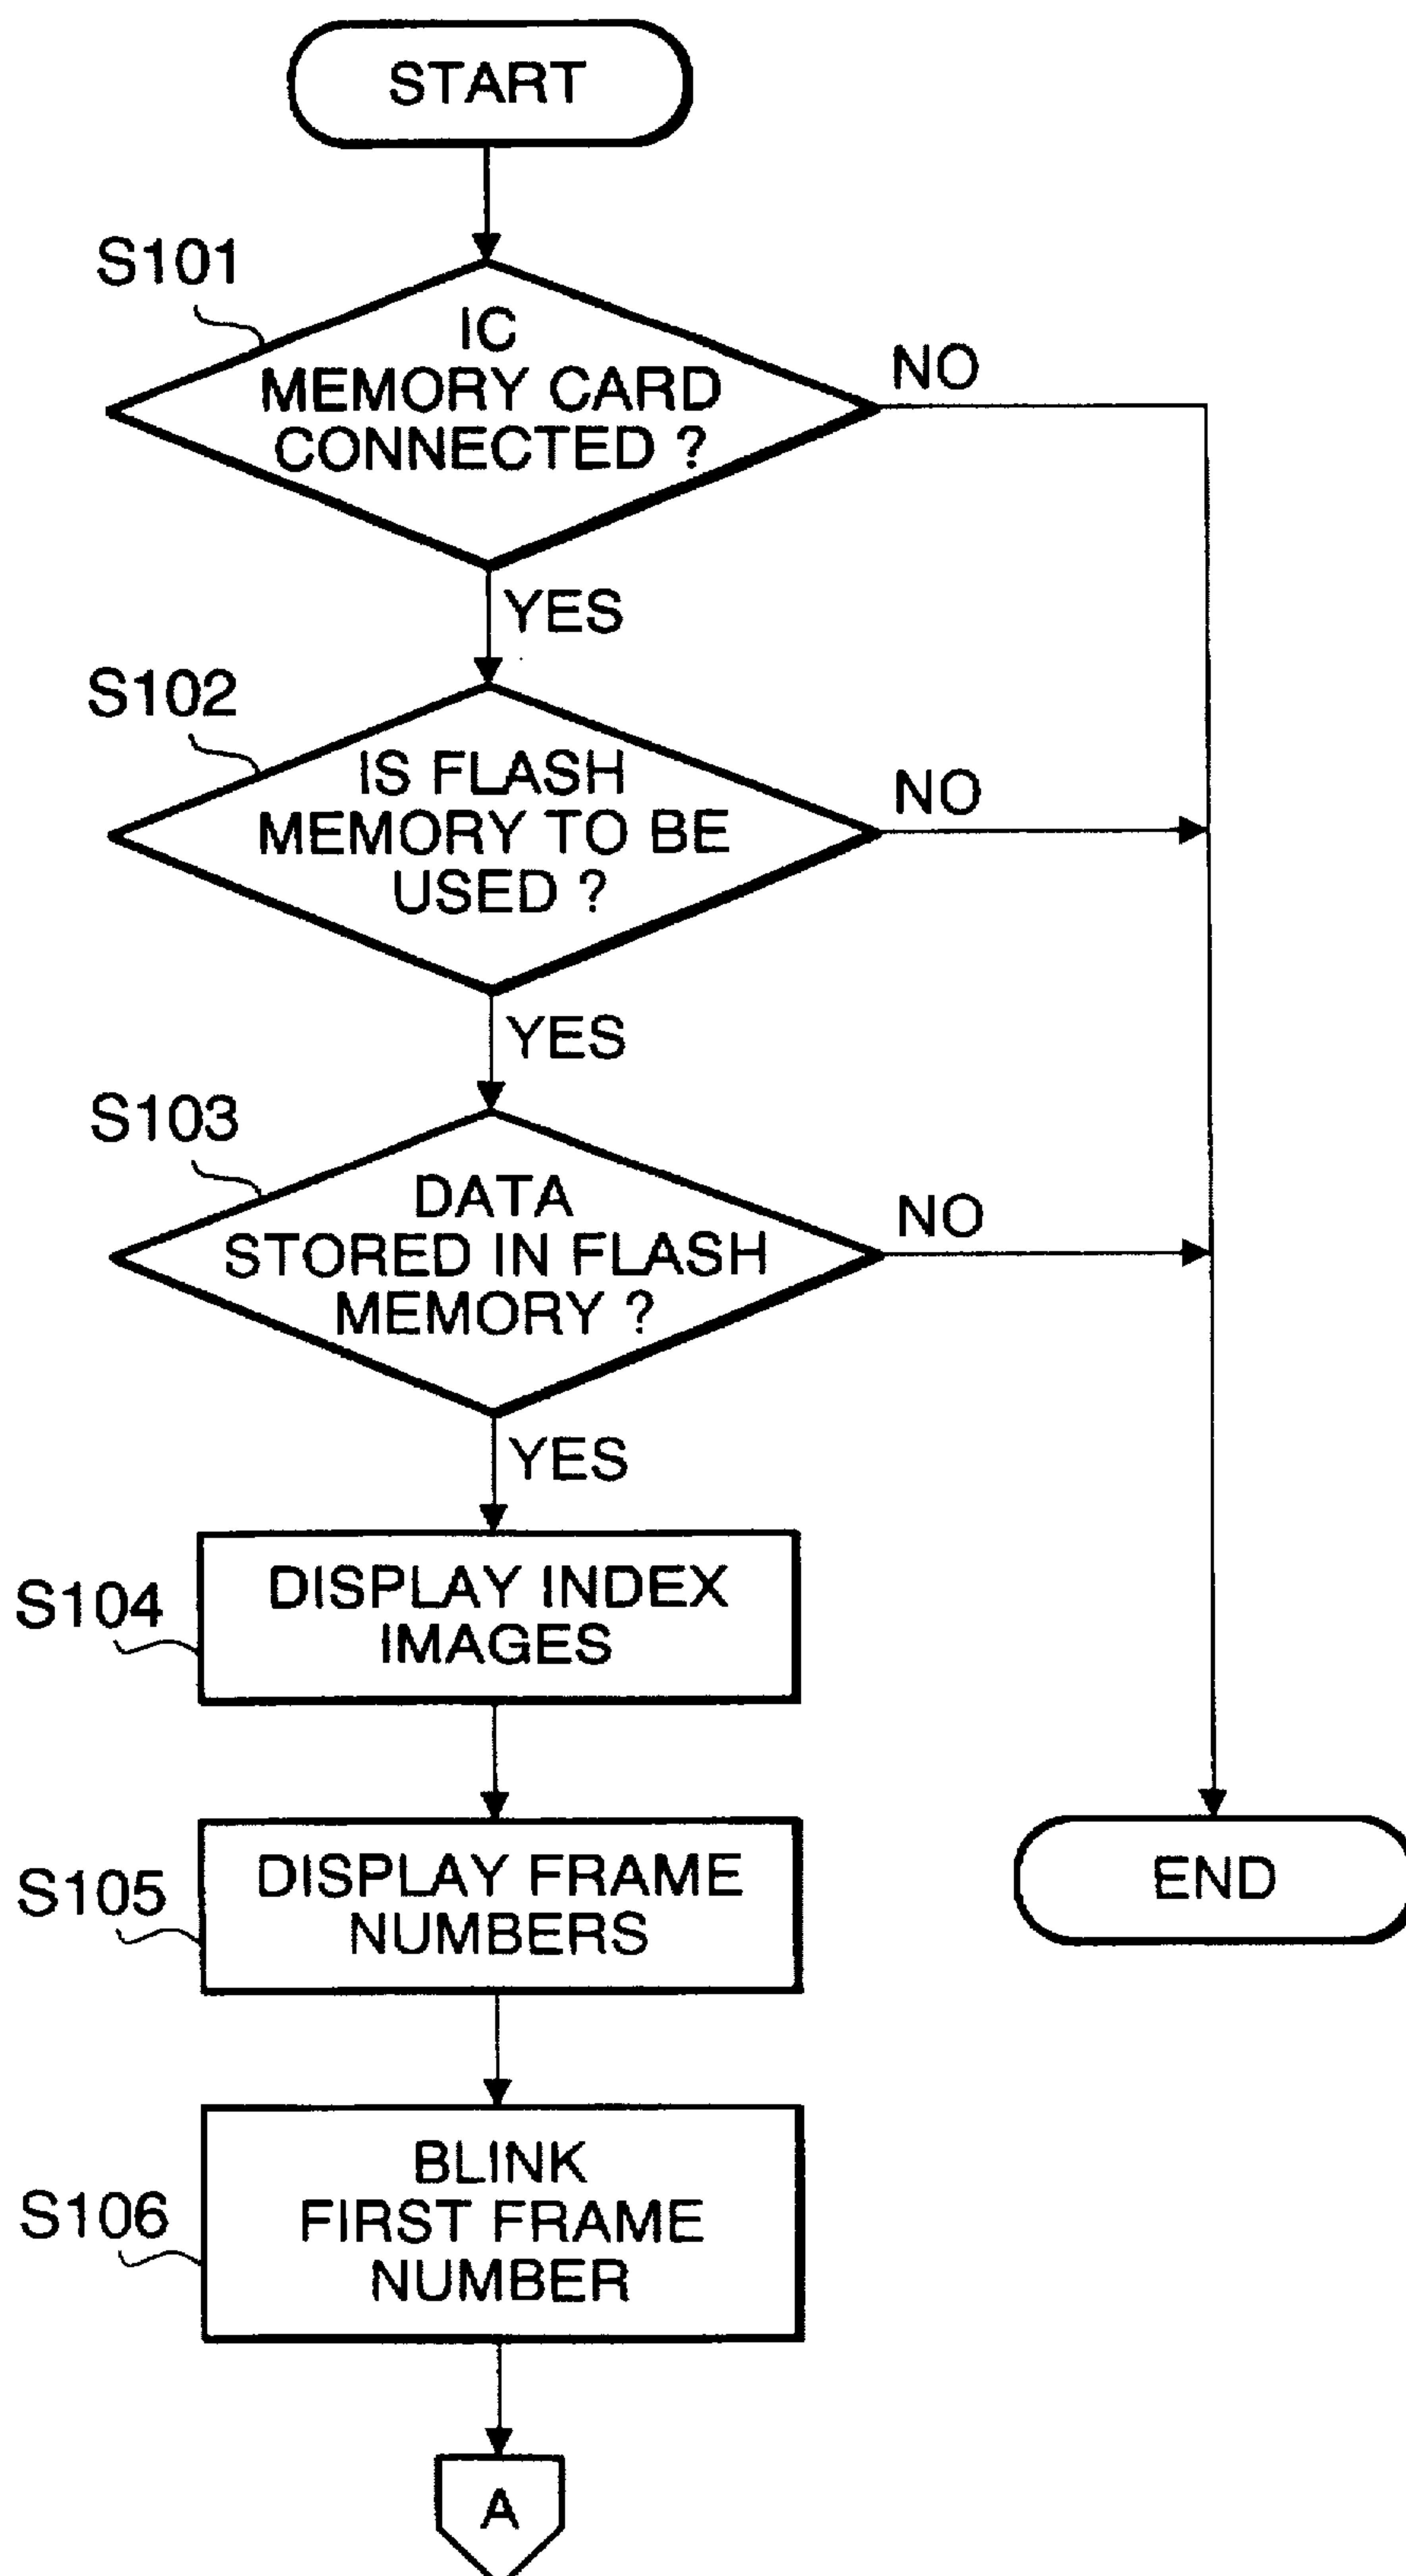 START
S101
IC
MEMORY CARD
CONNECTED ?
NO
YES
S102
IS FLASH
MEMORY TO BE
USED ?
NO
YES
S103
DATA
STORED IN FLASH
MEMORY ?
NO
YES
S104
DISPLAY INDEX
IMAGES
S105
DISPLAY FRAME
NUMBERS
END
S106
BLINK
FIRST FRAME
NUMBER
A